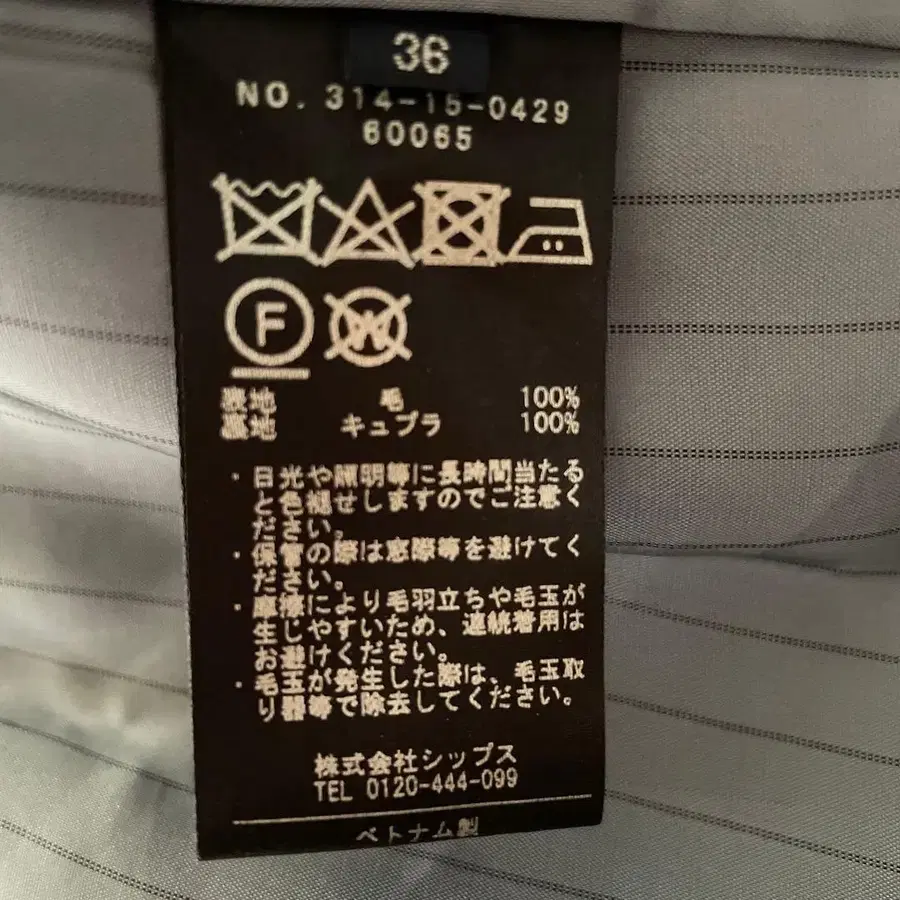 36
NO. 314-15-0429
60065
F
W
表地 毛 100%
裏地 キュプラ 100%
・日光や照明等に長時間当たる
と色褪せしますのでご注意く
ださい。
・保管の際は窓際等を避けてく
ださい。
・摩擦により毛羽立ちや毛玉が
生じやすいため、連続着用は
お避けください。
・毛玉が発生した際は、毛玉取
り器等で除去してください。
株式会社シップス
TEL 0120-444-099
ベトナム製